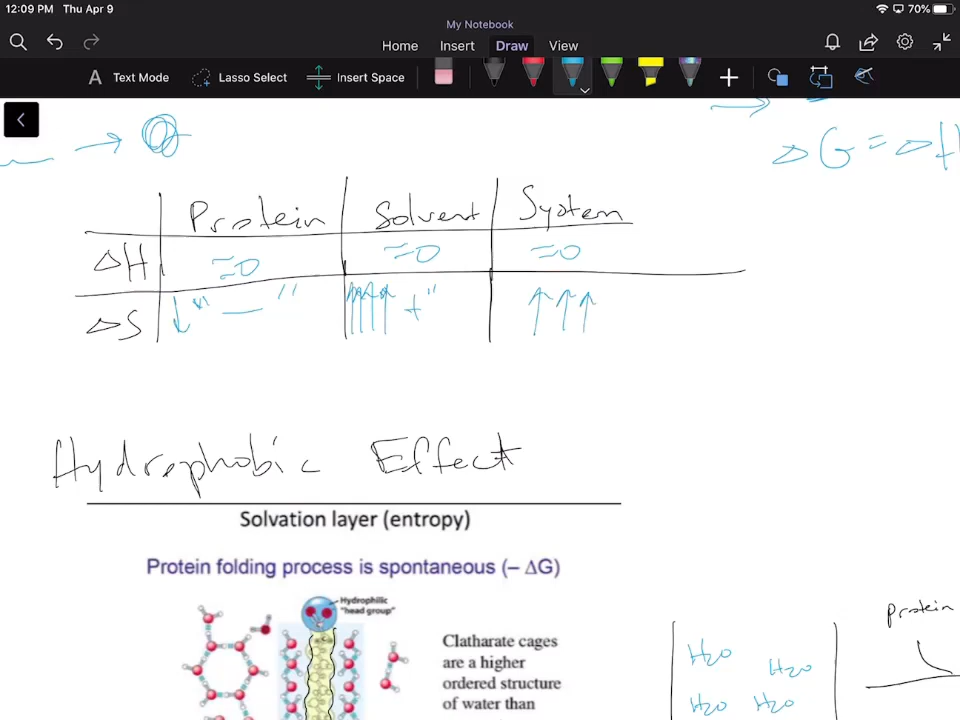 12:09 PM Thu Apr 9
70%
My Notebook
Home Insert Draw View
Text Mode Lasso Select Insert Space
ΔG = ΔH
Protein Solvent System
ΔH ≈0 ≈0 ≈0
ΔS ↓ "—" ↑↑↑↑ +" ↑↑↑
Hydrophobic Effect
Solvation layer (entropy)
Protein folding process is spontaneous (– ΔG)
Hydrophilic
"head group"
Clatharate cages
are a higher
ordered structure
of water than
protein
H2O H2O
H2O H2O